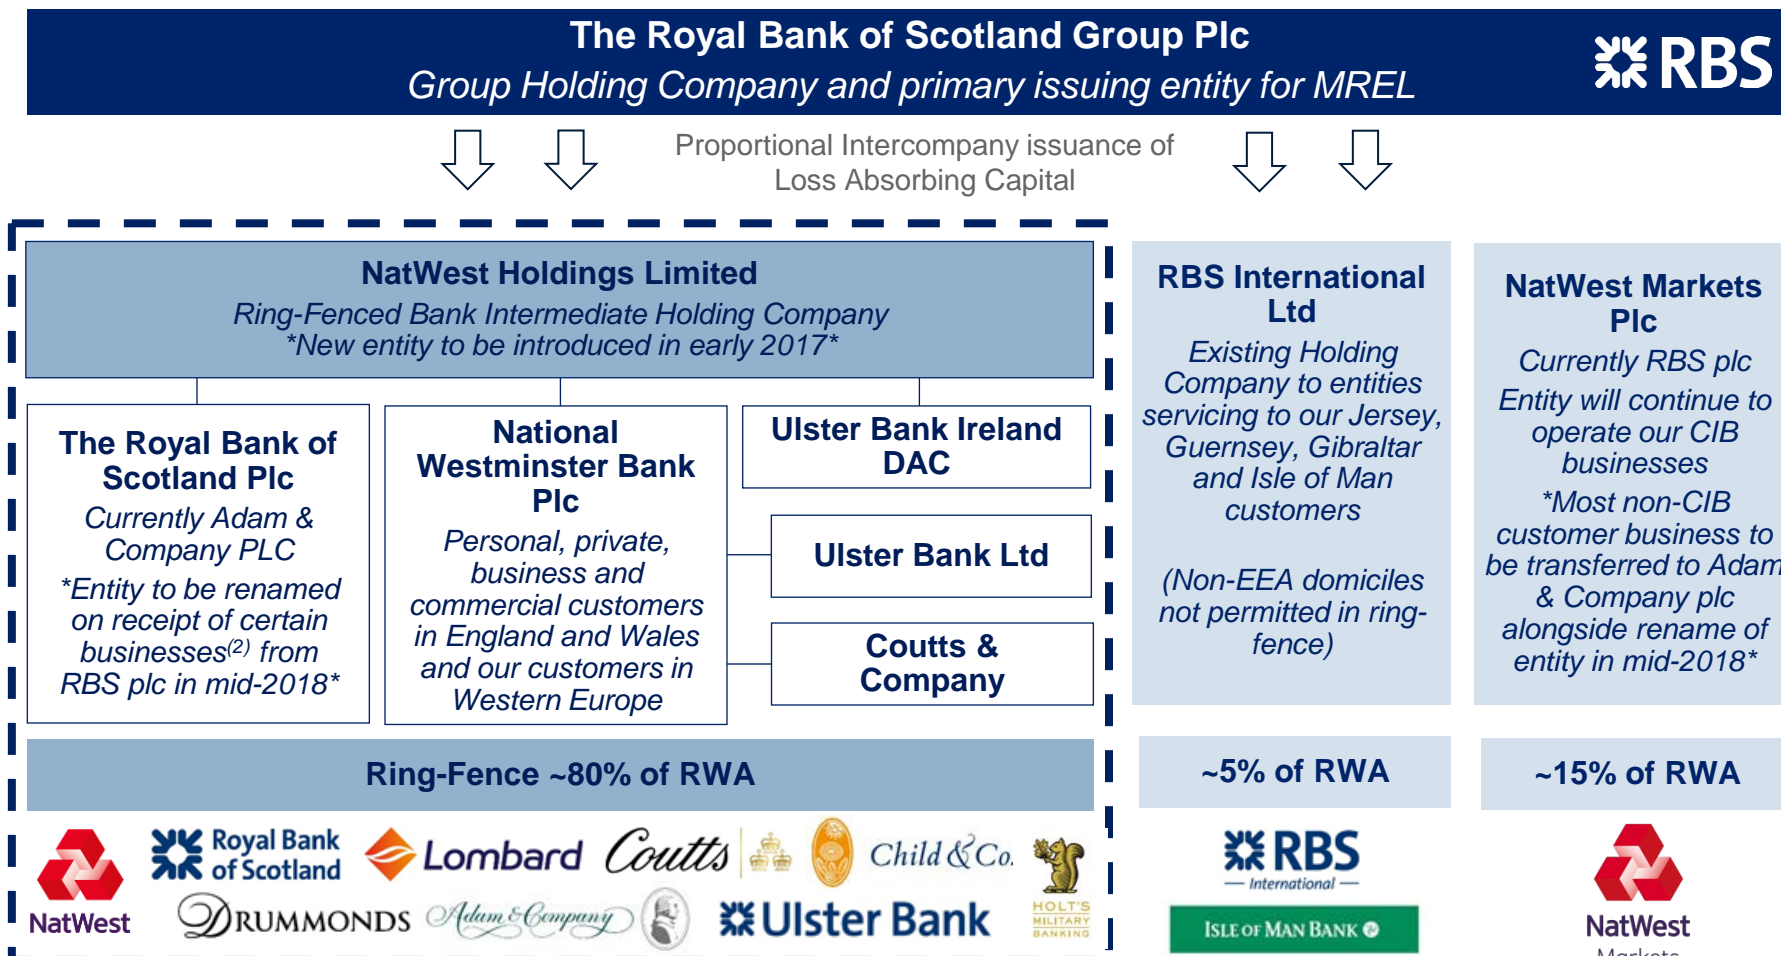 The Royal Bank of Scotland Group Plc
Group Holding Company and primary issuing entity for MREL
RBS
Proportional Intercompany issuance of
Loss Absorbing Capital
NatWest Holdings Limited
Ring-Fenced Bank Intermediate Holding Company
*New entity to be introduced in early 2017*
The Royal Bank of
Scotland Plc
Currently Adam &
Company PLC
*Entity to be renamed
on receipt of certain
businesses(2) from
RBS plc in mid-2018*
National
Westminster Bank
Plc
Personal, private,
business and
commercial customers
in England and Wales
and our customers in
Western Europe
Ulster Bank Ireland
DAC
Ulster Bank Ltd
Coutts &
Company
RBS International
Ltd
Existing Holding
Company to entities
servicing to our Jersey,
Guernsey, Gibraltar
and Isle of Man
customers
(Non-EEA domiciles
not permitted in ring-
fence)
NatWest Markets
Plc
Currently RBS plc
Entity will continue to
operate our CIB
businesses
*Most non-CIB
customer business to
be transferred to Adam
& Company plc
alongside rename of
entity in mid-2018*
Ring-Fence ~80% of RWA
~5% of RWA
~15% of RWA
NatWest
Royal Bank
of Scotland
Lombard
Coutts
Child & Co.
DRUMMONDS
Adam & Company
Ulster Bank
HOLT'S
MILITARY
BANKING
RBS
International
ISLE OF MAN BANK
NatWest
Markets